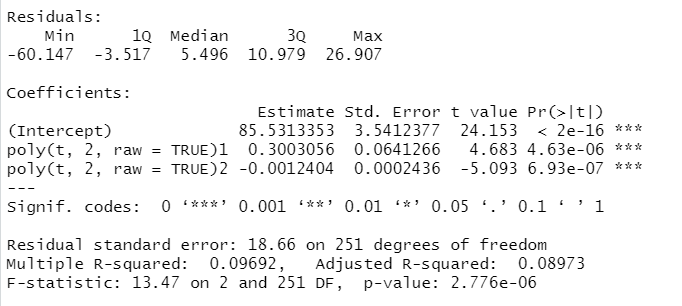 Residuals:
    Min      1Q  Median      3Q     Max
-60.147  -3.517   5.496  10.979  26.907

Coefficients:
                         Estimate Std. Error t value Pr(>|t|)
(Intercept)            85.5313353  3.5412377  24.153  < 2e-16 ***
poly(t, 2, raw = TRUE)1  0.3003056  0.0641266   4.683 4.63e-06 ***
poly(t, 2, raw = TRUE)2 -0.0012404  0.0002436  -5.093 6.93e-07 ***
---
Signif. codes:  0 ‘***’ 0.001 ‘**’ 0.01 ‘*’ 0.05 ‘.’ 0.1 ‘ ’ 1

Residual standard error: 18.66 on 251 degrees of freedom
Multiple R-squared:  0.09692,   Adjusted R-squared:  0.08973
F-statistic: 13.47 on 2 and 251 DF,  p-value: 2.776e-06